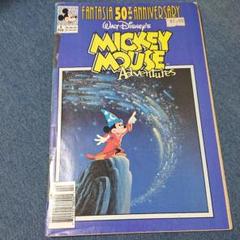 FANTASIA 50TH ANNIVERSARY
WALT DISNEY'S
MICKEY MOUSE
Adventures